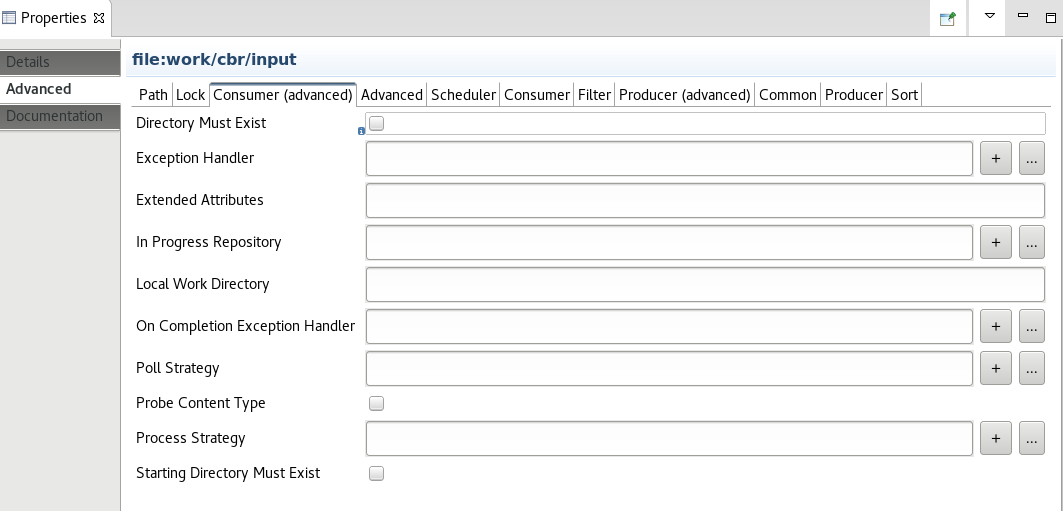 Properties
Details
Advanced
Documentation
file:work/cbr/input
Path Lock Consumer (advanced) Advanced Scheduler Consumer Filter Producer (advanced) Common Producer Sort
Directory Must Exist
Exception Handler + ...
Extended Attributes
In Progress Repository + ...
Local Work Directory
On Completion Exception Handler + ...
Poll Strategy + ...
Probe Content Type
Process Strategy + ...
Starting Directory Must Exist